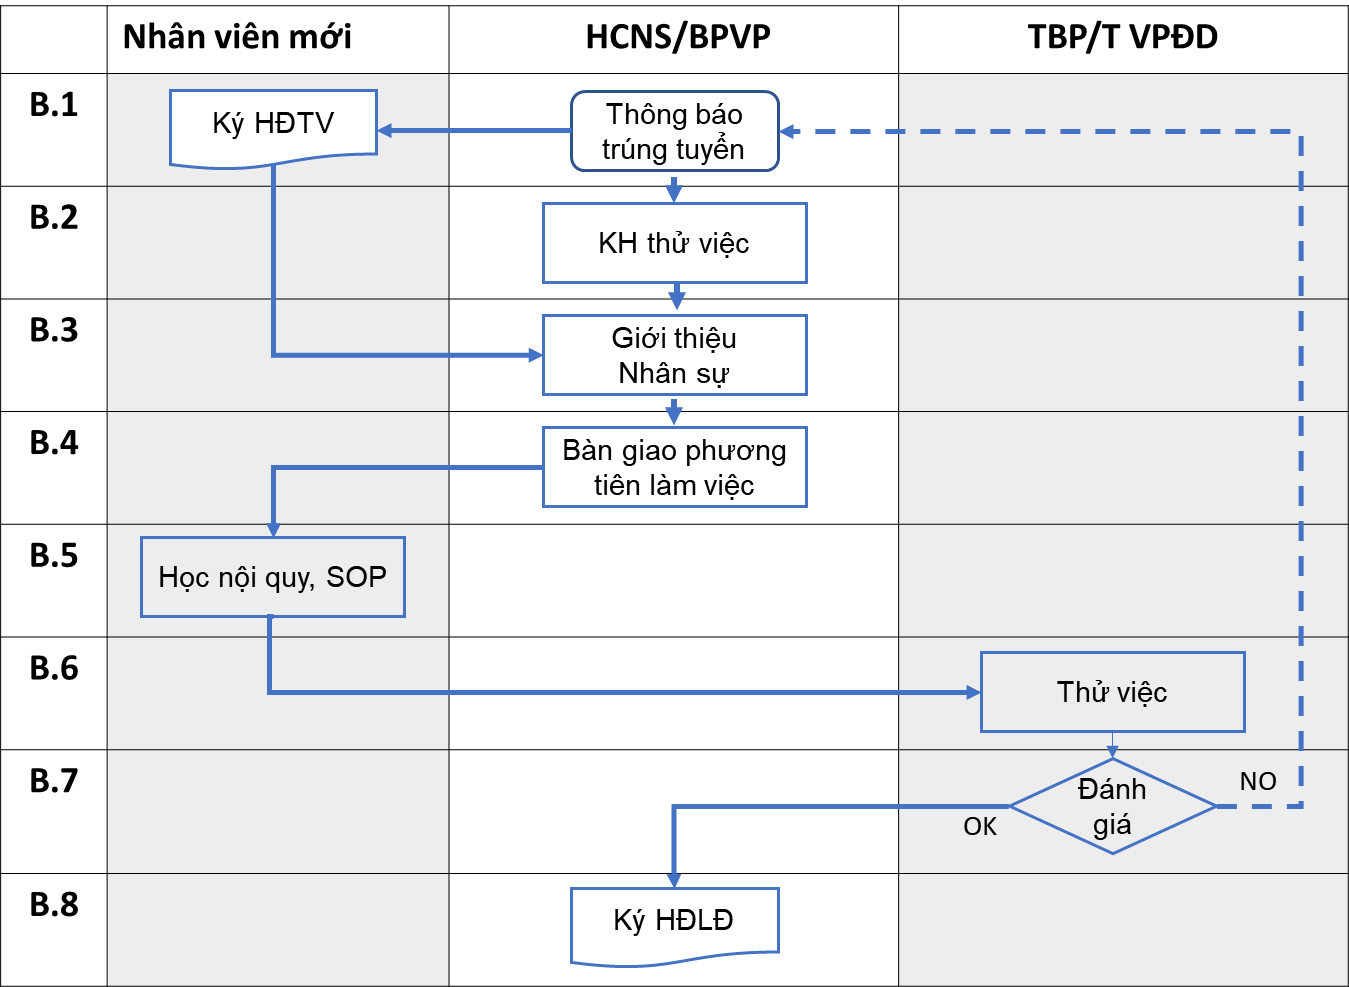 Nhân viên mới
HCNS/BPVP
TBP/T VPĐD
B.1
Ký HĐTV
Thông báo
trúng tuyển
B.2
KH thử việc
B.3
Giới thiệu
Nhân sự
B.4
Bàn giao phương
tiên làm việc
B.5
Học nội quy, SOP
B.6
Thử việc
B.7
Đánh
giá
NO
OK
B.8
Ký HĐLĐ